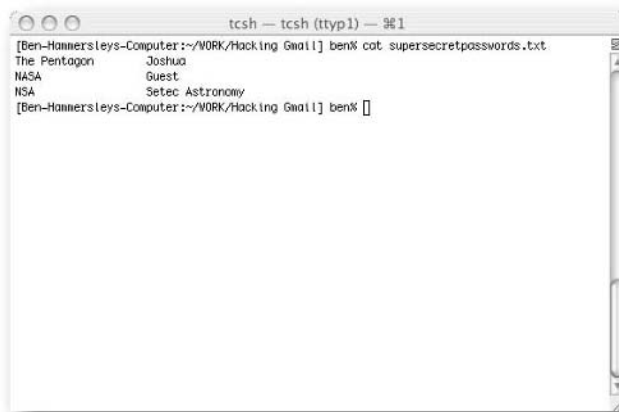 tcsh — tcsh (ttyp1) — ⌘1
[Ben-Hammersleys-Computer:~/WORK/Hacking Gmail] ben% cat supersecretpasswords.txt
The Pentagon Joshua
NASA Guest
NSA Setec Astronomy
[Ben-Hammersleys-Computer:~/WORK/Hacking Gmail] ben%